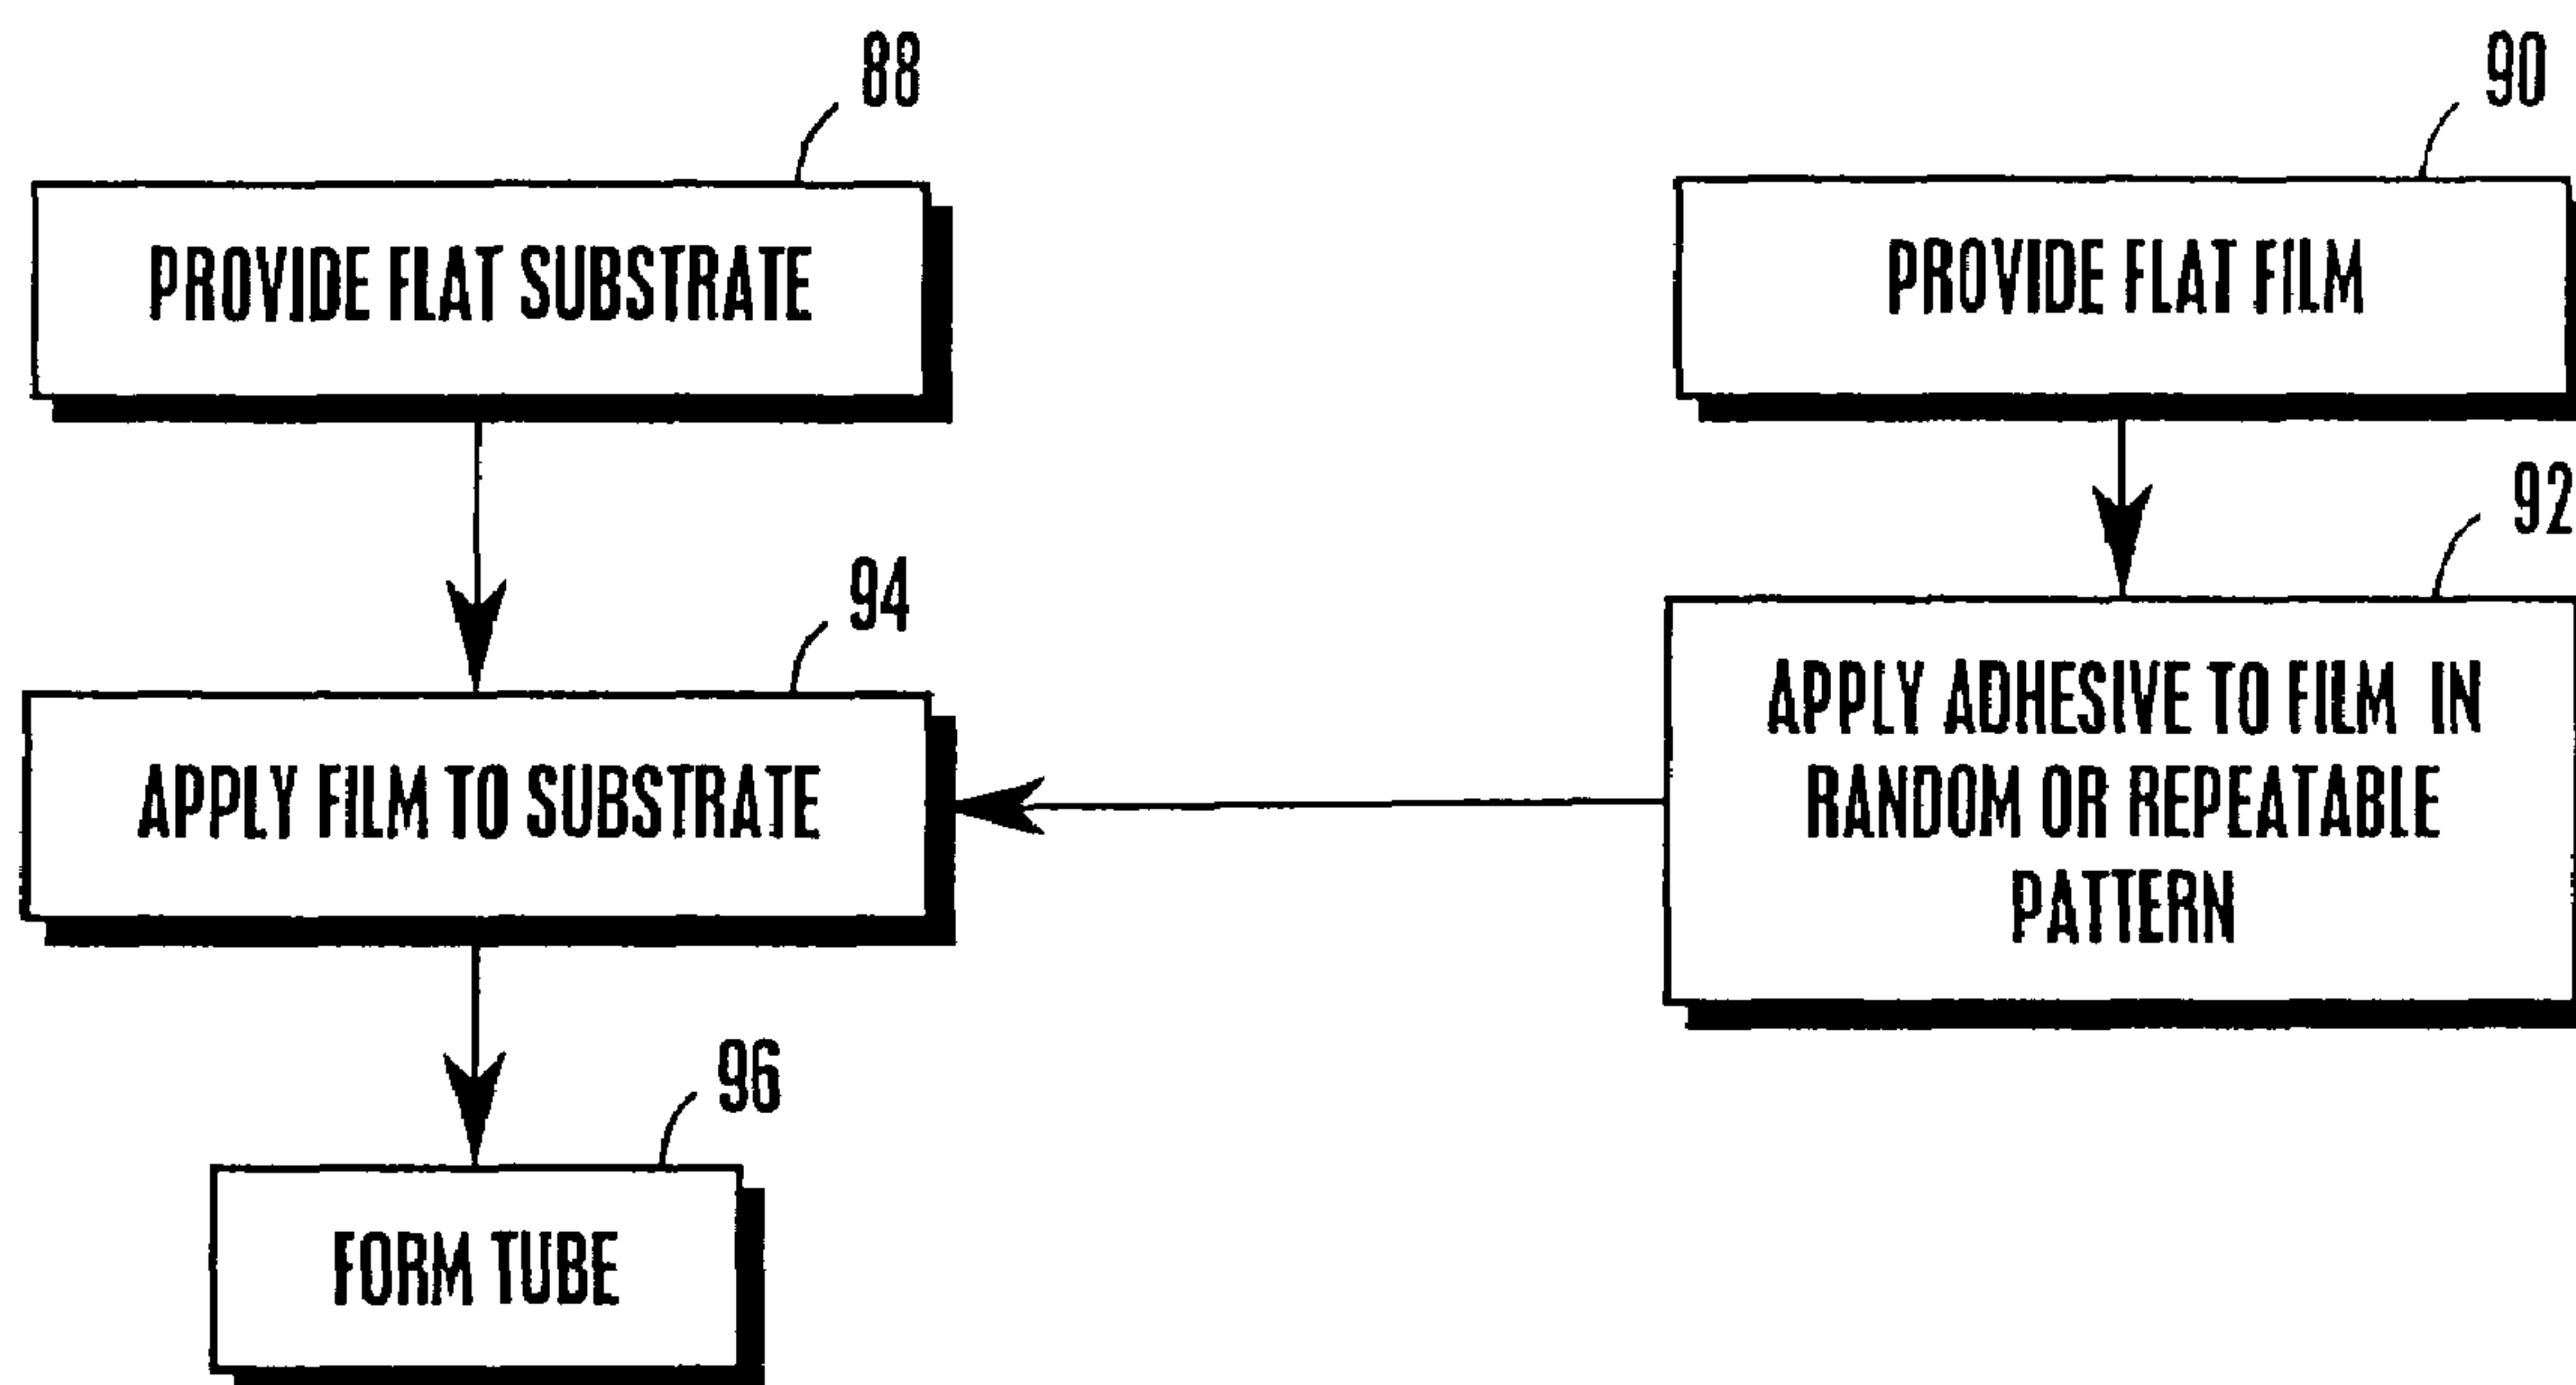 88
PROVIDE FLAT SUBSTRATE
90
PROVIDE FLAT FILM
92
APPLY ADHESIVE TO FILM IN
RANDOM OR REPEATABLE
PATTERN
94
APPLY FILM TO SUBSTRATE
96
FORM TUBE